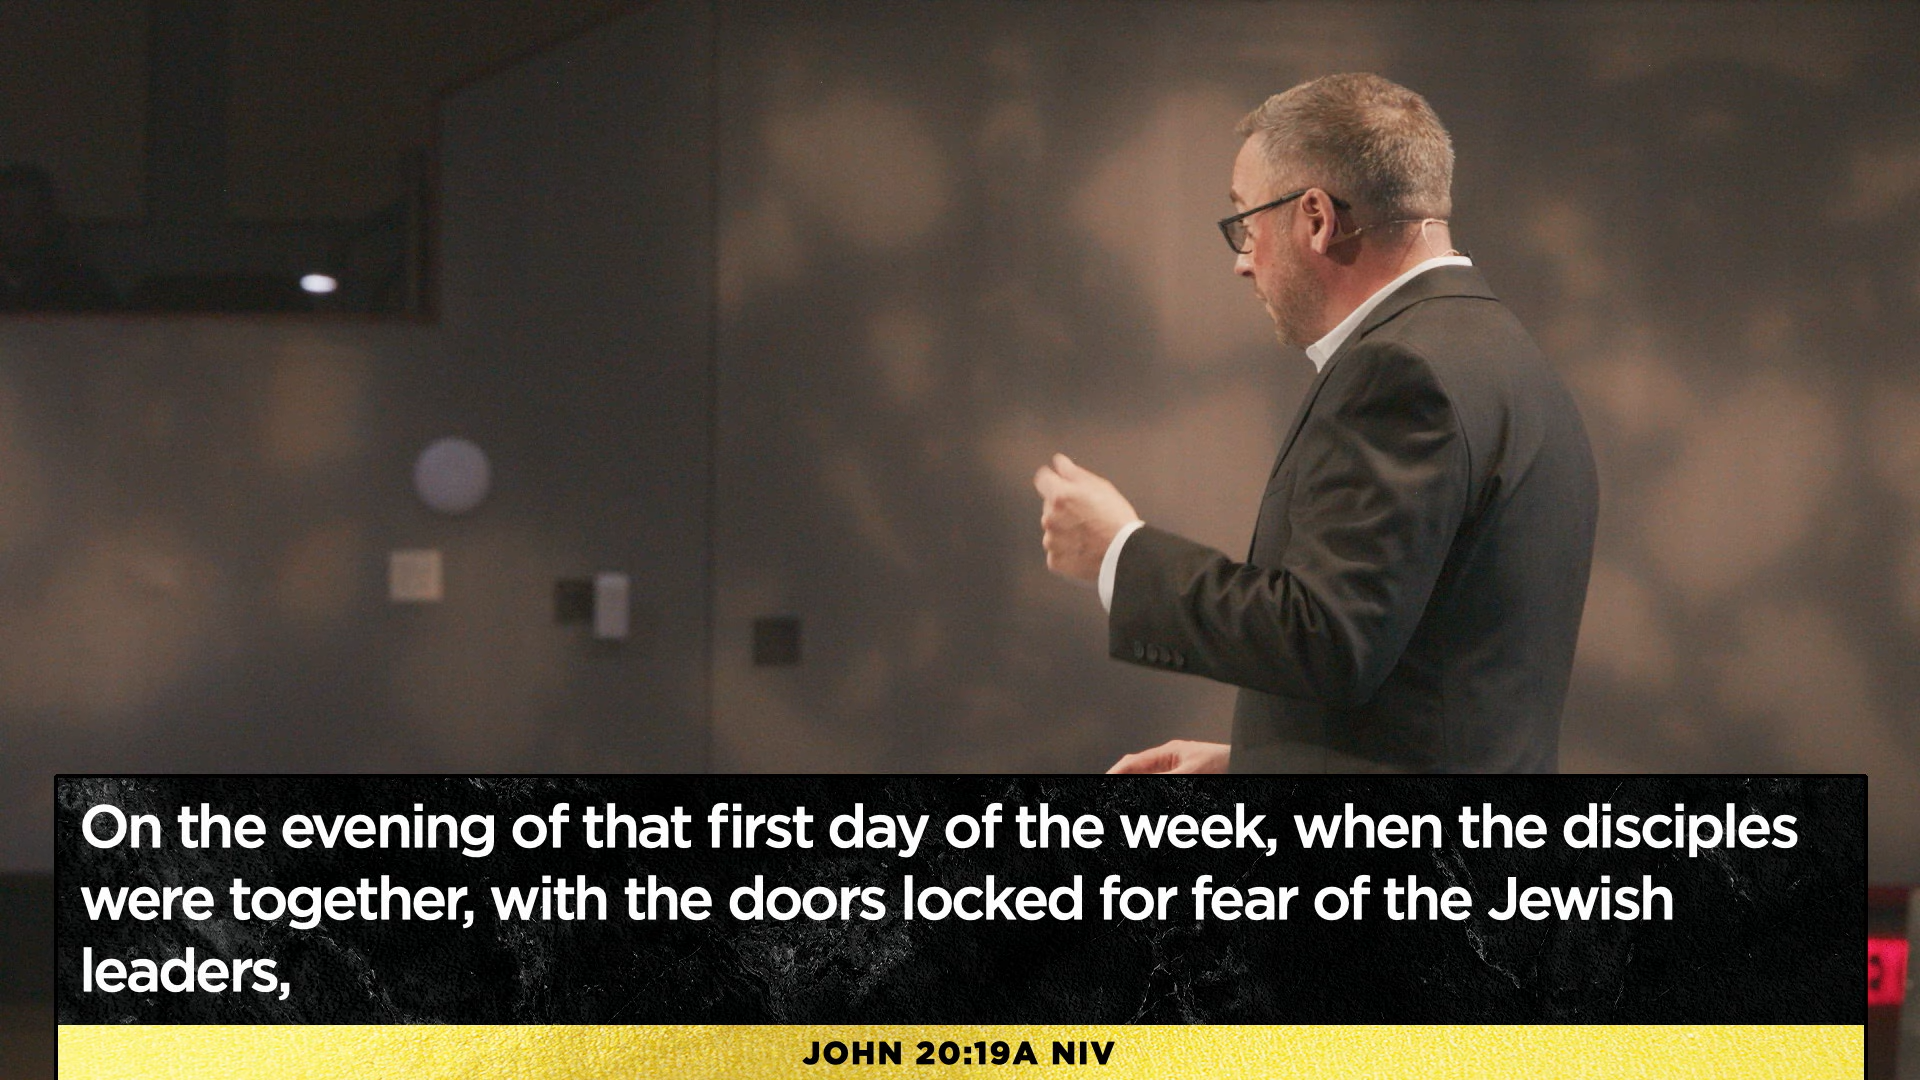 On the evening of that first day of the week, when the disciples
were together, with the doors locked for fear of the Jewish
leaders,
JOHN 20:19A NIV